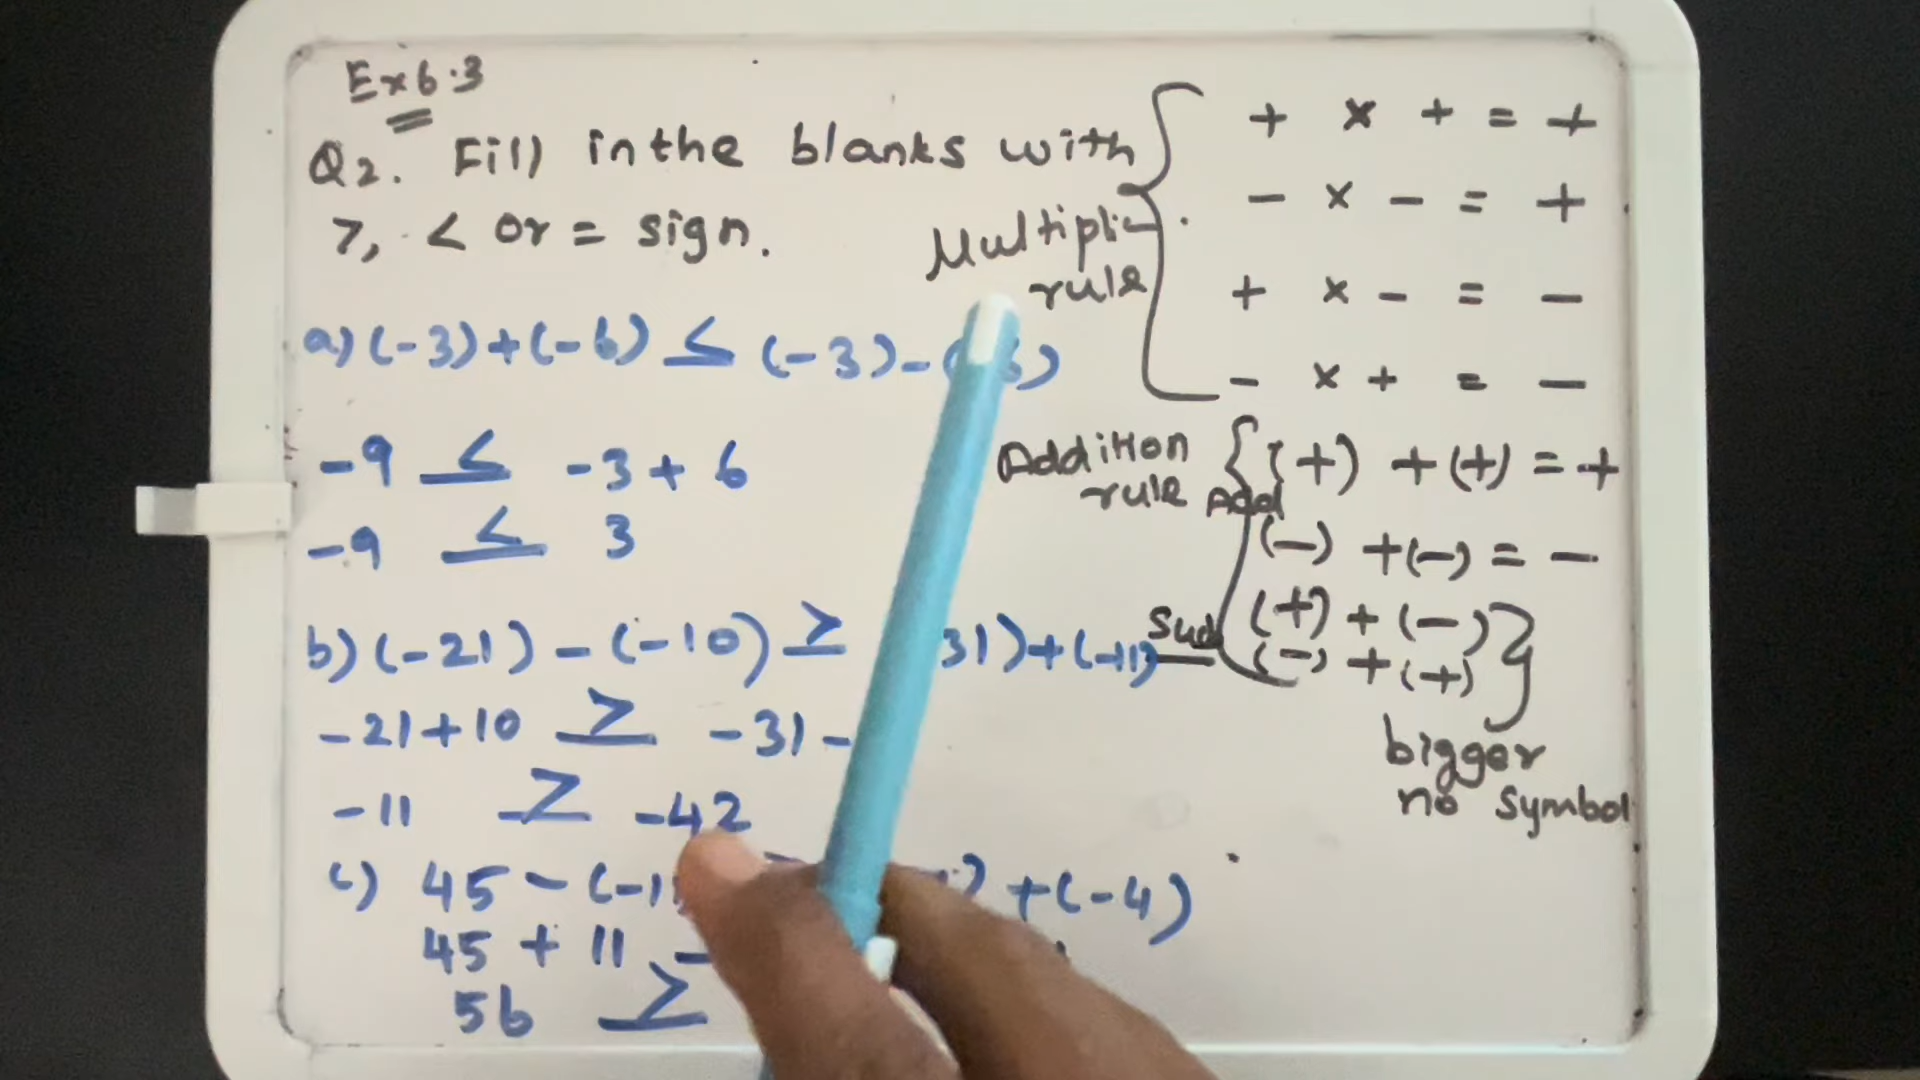 Ex 6.3
Q2. Fill in the blanks with
>, < or = sign.
a) (-3)+(-6) < (-3)-(
-9 < -3+6
-9 < 3
b) (-21)-(-10) > 31)+(-11)
-21+10 > -31-
-11 > -42
c) 45-(-1 +(-4)
45+11
56 >
Multipli
rule
+ × + = +
- × - = +
+ × - = -
- × + = -
Addition
rule
Add
(+) +(+) = +
(-) +(-) = -
Sub
(+) + (-)
(-) + (+)
bigger
no symbol